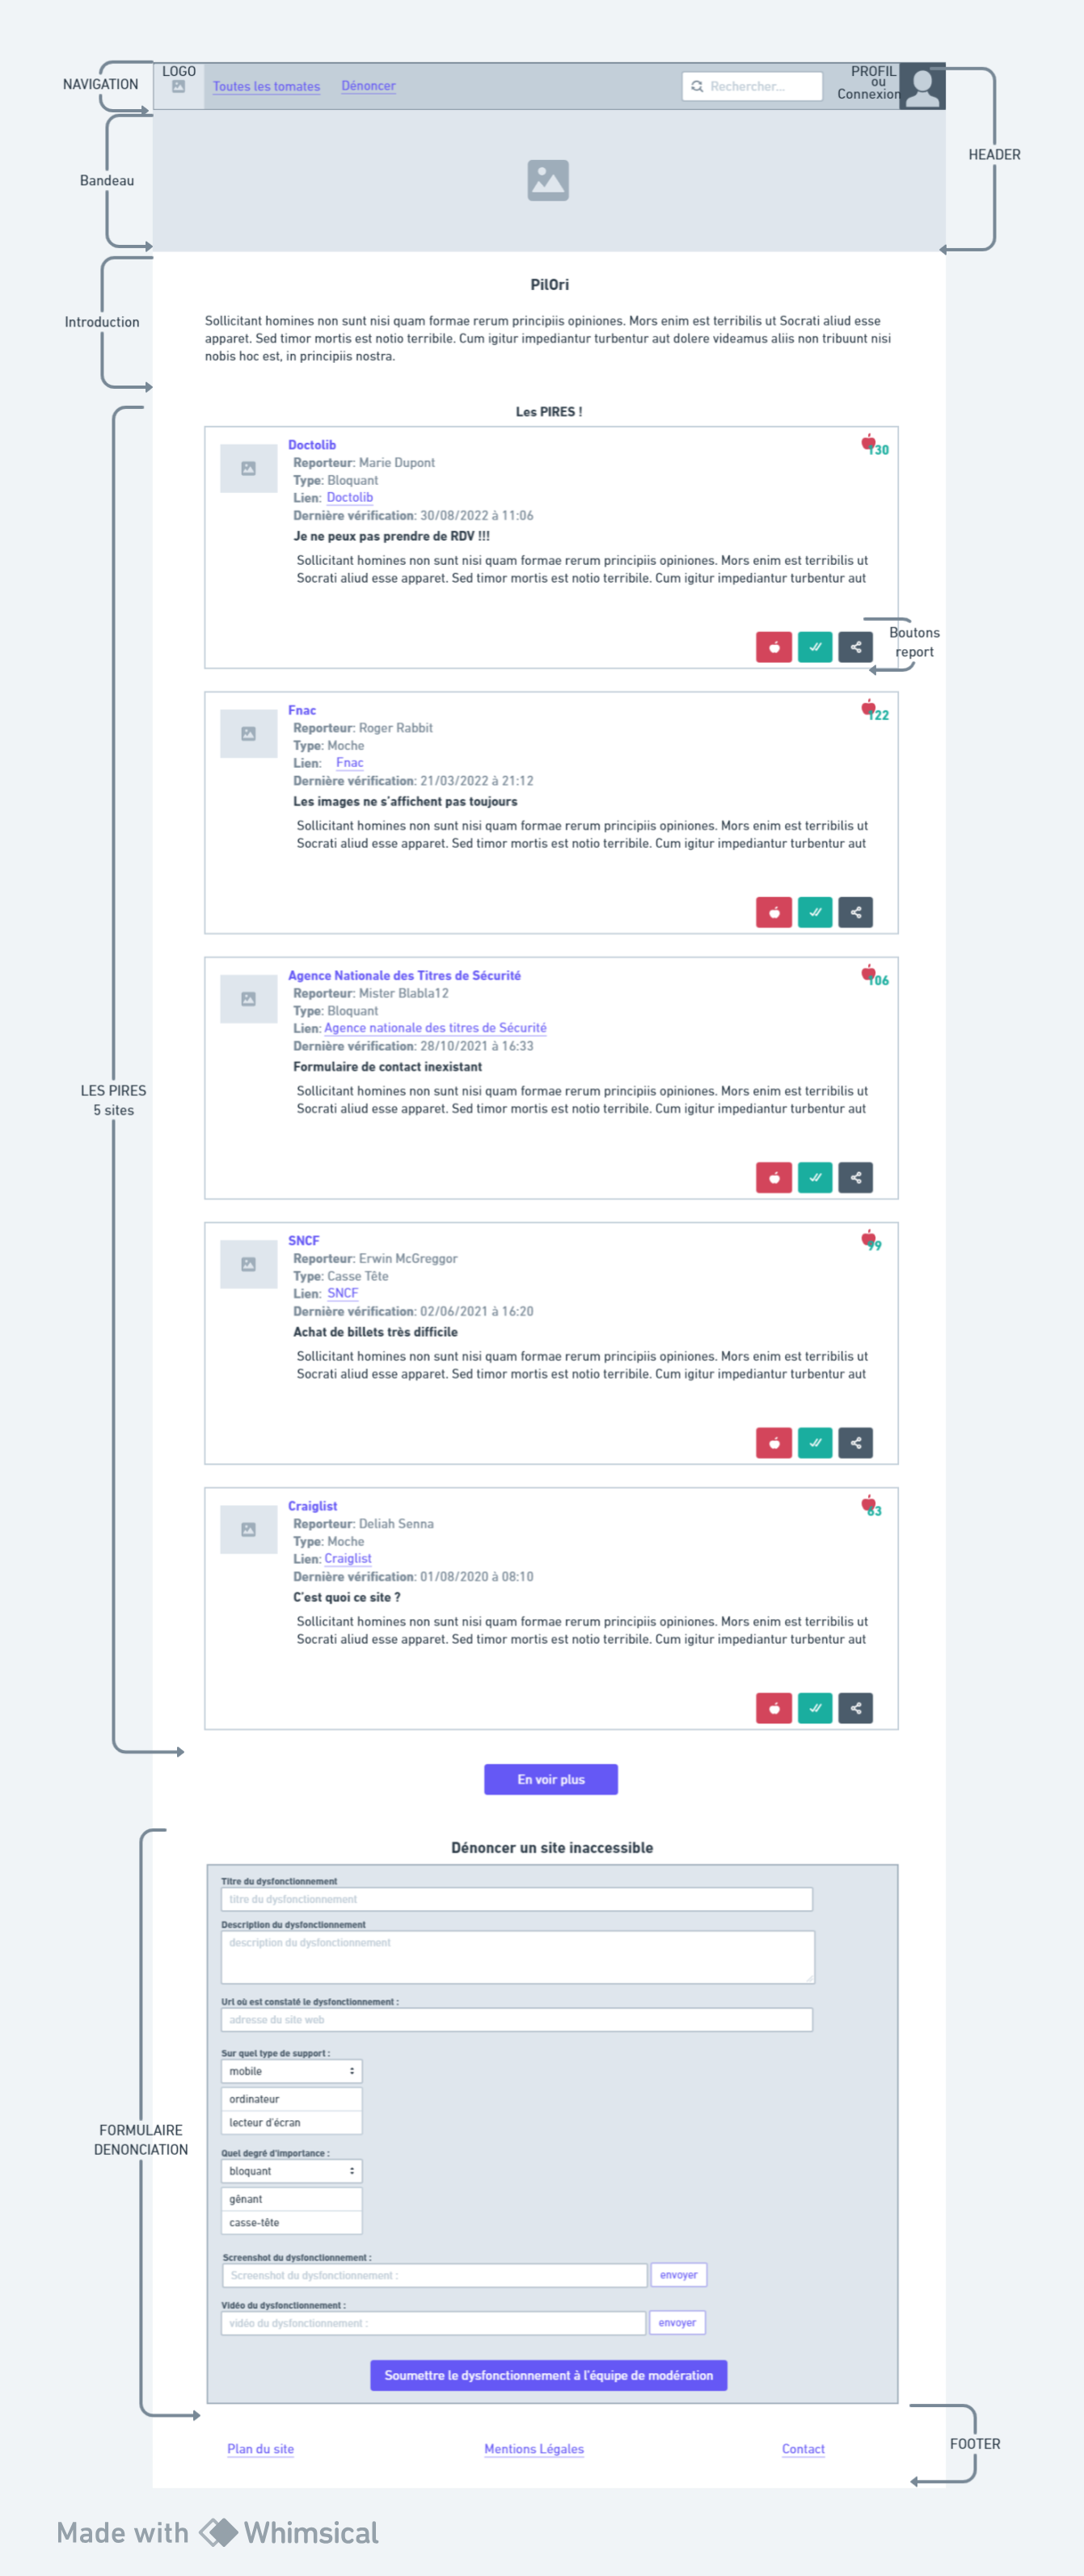 NAVIGATION
LOGO
Toutes les tomates
Dénoncer
Rechercher...
PROFIL
ou
Connexion
HEADER
Bandeau
Introduction
PilOri
Sollicitant homines non sunt nisi quam formae rerum principiis opiniones. Mors enim est terribilis ut Socrati aliud esse
apparet. Sed timor mortis est notio terribile. Cum igitur impediantur turbentur aut dolere videamus aliis non tribuunt nisi
nobis hoc est, in principiis nostra.
Les PIRES !
LES PIRES
5 sites
Doctolib
130
Reporteur: Marie Dupont
Type: Bloquant
Lien: Doctolib
Dernière vérification: 30/08/2022 à 11:06
Je ne peux pas prendre de RDV !!!
Sollicitant homines non sunt nisi quam formae rerum principiis opiniones. Mors enim est terribilis ut
Socrati aliud esse apparet. Sed timor mortis est notio terribile. Cum igitur impediantur turbentur aut
Boutons
report
Fnac
122
Reporteur: Roger Rabbit
Type: Moche
Lien: Fnac
Dernière vérification: 21/03/2022 à 21:12
Les images ne s'affichent pas toujours
Sollicitant homines non sunt nisi quam formae rerum principiis opiniones. Mors enim est terribilis ut
Socrati aliud esse apparet. Sed timor mortis est notio terribile. Cum igitur impediantur turbentur aut
Agence Nationale des Titres de Sécurité
106
Reporteur: Mister Blabla12
Type: Bloquant
Lien: Agence nationale des titres de Sécurité
Dernière vérification: 28/10/2021 à 16:33
Formulaire de contact inexistant
Sollicitant homines non sunt nisi quam formae rerum principiis opiniones. Mors enim est terribilis ut
Socrati aliud esse apparet. Sed timor mortis est notio terribile. Cum igitur impediantur turbentur aut
SNCF
99
Reporteur: Erwin McGreggor
Type: Casse Tête
Lien: SNCF
Dernière vérification: 02/06/2021 à 16:20
Achat de billets très difficile
Sollicitant homines non sunt nisi quam formae rerum principiis opiniones. Mors enim est terribilis ut
Socrati aliud esse apparet. Sed timor mortis est notio terribile. Cum igitur impediantur turbentur aut
Craiglist
63
Reporteur: Deliah Senna
Type: Moche
Lien: Craiglist
Dernière vérification: 01/08/2020 à 08:10
C'est quoi ce site ?
Sollicitant homines non sunt nisi quam formae rerum principiis opiniones. Mors enim est terribilis ut
Socrati aliud esse apparet. Sed timor mortis est notio terribile. Cum igitur impediantur turbentur aut
En voir plus
FORMULAIRE
DENONCIATION
Dénoncer un site inaccessible
Titre du dysfonctionnement
titre du dysfonctionnement
Description du dysfonctionnement
description du dysfonctionnement
Url où est constaté le dysfonctionnement :
adresse du site web
Sur quel type de support :
mobile
ordinateur
lecteur d'écran
Quel degré d'importance :
bloquant
gênant
casse-tête
Screenshot du dysfonctionnement :
Screenshot du dysfonctionnement :
envoyer
Vidéo du dysfonctionnement :
vidéo du dysfonctionnement :
envoyer
Soumettre le dysfonctionnement à l'équipe de modération
Plan du site
Mentions Légales
Contact
FOOTER
Made with Whimsical